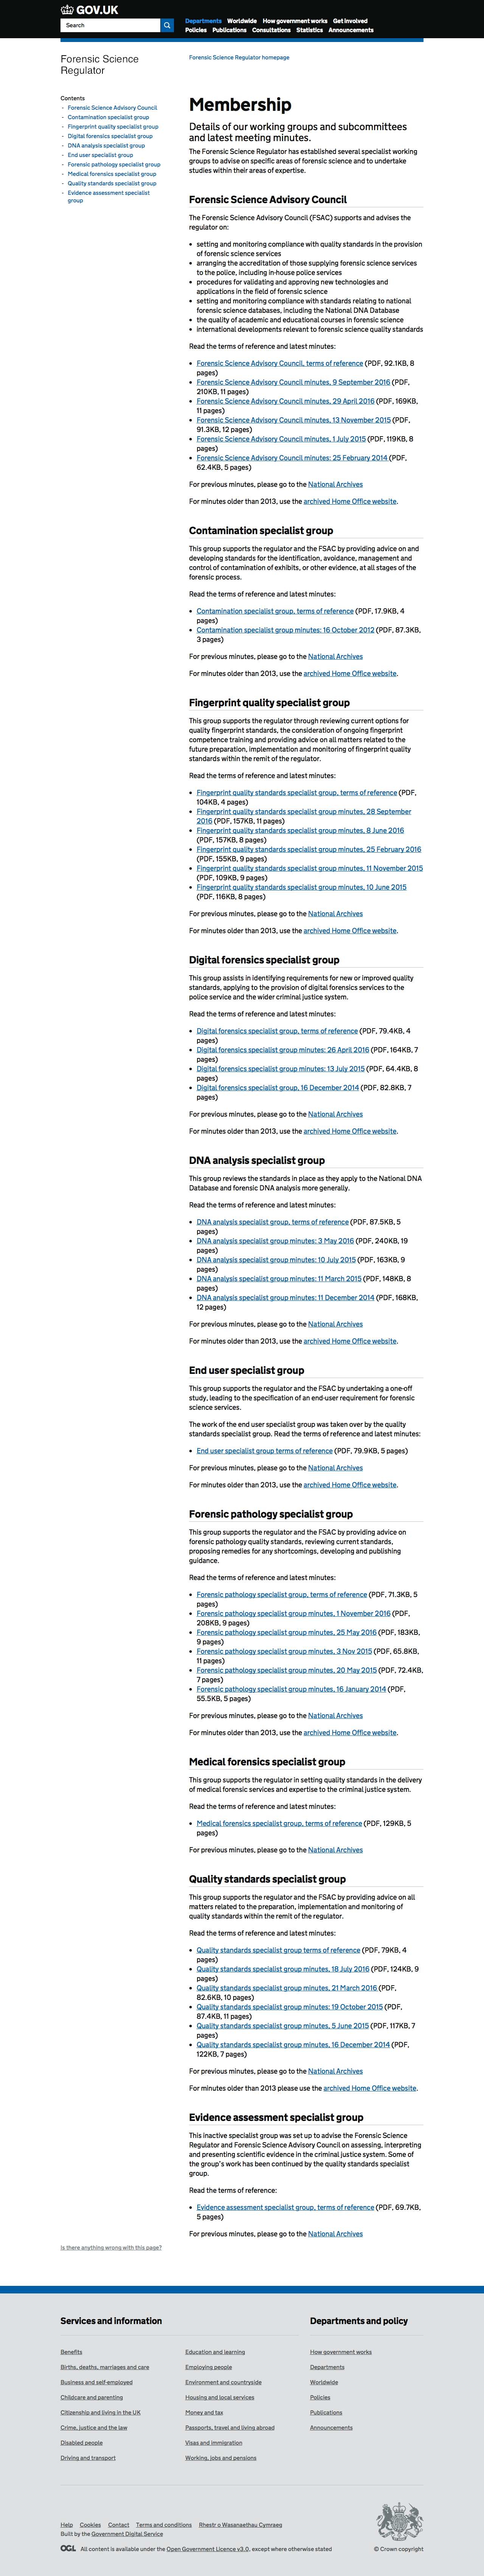 GOV.UK
Search
Departments Worldwide How government works Get involved
Policies Publications Consultations Statistics Announcements
Forensic Science
Regulator
Forensic Science Regulator homepage
Contents
Forensic Science Advisory Council
Contamination specialist group
Fingerprint quality specialist group
Digital forensics specialist group
DNA analysis specialist group
End user specialist group
Forensic pathology specialist group
Medical forensics specialist group
Quality standards specialist group
Evidence assessment specialist
group
Membership
Details of our working groups and subcommittees
and latest meeting minutes.
The Forensic Science Regulator has established several specialist working
groups to advise on specific areas of forensic science and to undertake
studies within their areas of expertise.
Forensic Science Advisory Council
The Forensic Science Advisory Council (FSAC) supports and advises the
regulator on:
• setting and monitoring compliance with quality standards in the provision
of forensic science services
• arranging the accreditation of those supplying forensic science services
to the police, including in-house police services
• procedures for validating and approving new technologies and
applications in the field of forensic science
• setting and monitoring compliance with standards relating to national
forensic science databases, including the National DNA Database
• the quality of academic and educational courses in forensic science
• international developments relevant to forensic science quality standards
Read the terms of reference and latest minutes:
• Forensic Science Advisory Council, terms of reference (PDF, 92.1KB, 8
pages)
• Forensic Science Advisory Council minutes, 9 September 2016 (PDF,
210KB, 11 pages)
• Forensic Science Advisory Council minutes, 29 April 2016 (PDF, 169KB,
11 pages)
• Forensic Science Advisory Council minutes, 13 November 2015 (PDF,
91.3KB, 12 pages)
• Forensic Science Advisory Council minutes, 1 July 2015 (PDF, 119KB, 8
pages)
• Forensic Science Advisory Council minutes: 25 February 2014 (PDF,
62.4KB, 5 pages)
For previous minutes, please go to the National Archives
For minutes older than 2013, use the archived Home Office website.
Contamination specialist group
This group supports the regulator and the FSAC by providing advice on and
developing standards for the identification, avoidance, management and
control of contamination of exhibits, or other evidence, at all stages of the
forensic process.
Read the terms of reference and latest minutes:
• Contamination specialist group, terms of reference (PDF, 17.9KB, 4
pages)
• Contamination specialist group minutes: 16 October 2012 (PDF, 87.3KB,
3 pages)
For previous minutes, please go to the National Archives
For minutes older than 2013, use the archived Home Office website.
Fingerprint quality specialist group
This group supports the regulator through reviewing current options for
quality fingerprint standards, the consideration of ongoing fingerprint
competence training and providing advice on all matters related to the
future preparation, implementation and monitoring of fingerprint quality
standards within the remit of the regulator.
Read the terms of reference and latest minutes:
• Fingerprint quality standards specialist group, terms of reference (PDF,
104KB, 4 pages)
• Fingerprint quality standards specialist group minutes, 28 September
2016 (PDF, 157KB, 11 pages)
• Fingerprint quality standards specialist group minutes, 8 June 2016
(PDF, 157KB, 8 pages)
• Fingerprint quality standards specialist group minutes, 25 February 2016
(PDF, 155KB, 9 pages)
• Fingerprint quality standards specialist group minutes, 11 November 2015
(PDF, 109KB, 9 pages)
• Fingerprint quality standards specialist group minutes, 10 June 2015
(PDF, 116KB, 8 pages)
For previous minutes, please go to the National Archives
For minutes older than 2013, use the archived Home Office website.
Digital forensics specialist group
This group assists in identifying requirements for new or improved quality
standards, applying to the provision of digital forensics services to the
police service and the wider criminal justice system.
Read the terms of reference and latest minutes:
• Digital forensics specialist group, terms of reference (PDF, 79.4KB, 4
pages)
• Digital forensics specialist group minutes: 26 April 2016 (PDF, 164KB, 7
pages)
• Digital forensics specialist group minutes: 13 July 2015 (PDF, 64.4KB, 8
pages)
• Digital forensics specialist group, 16 December 2014 (PDF, 82.8KB, 7
pages)
For previous minutes, please go to the National Archives
For minutes older than 2013, use the archived Home Office website.
DNA analysis specialist group
This group reviews the standards in place as they apply to the National DNA
Database forensic DNA analysis more generally.
Read the terms of reference and latest minutes:
• DNA analysis specialist group, terms of reference (PDF, 87.5KB, 5
pages)
• DNA analysis specialist group minutes: 3 May 2016 (PDF, 240KB, 19
pages)
• DNA analysis specialist group minutes: 10 July 2015 (PDF, 163KB, 9
pages)
• DNA analysis specialist group minutes: 11 March 2015 (PDF, 148KB, 8
pages)
• DNA analysis specialist group minutes: 11 December 2014 (PDF, 168KB,
12 pages)
For previous minutes, please go to the National Archives
For minutes older than 2013, use the archived Home Office website.
End user specialist group
This group supports the regulator and the FSAC by undertaking a one-off
study, leading to the specification of an end-user requirement for forensic
science services.
The work of the end user specialist group was taken over by the quality
standards specialist group. Read the terms of reference and latest minutes:
• End user specialist group terms of reference (PDF, 79.9KB, 5 pages)
For previous minutes, please go to the National Archives
For minutes older than 2013, use the archived Home Office website.
Forensic pathology specialist group
This group supports the regulator and the FSAC by providing advice on
forensic pathology quality standards, reviewing current standards,
proposing remedies for any shortcomings, developing and publishing
guidance.
Read the terms of reference and latest minutes:
• Forensic pathology specialist group, terms of reference (PDF, 71.3KB, 5
pages)
• Forensic pathology specialist group minutes, 1 November 2016 (PDF,
208KB, 9 pages)
• Forensic pathology specialist group minutes, 25 May 2016 (PDF, 183KB,
9 pages)
• Forensic pathology specialist group minutes, 3 Nov 2015 (PDF, 65.8KB,
11 pages)
• Forensic pathology specialist group minutes, 20 May 2015 (PDF, 72.4KB,
7 pages)
• Forensic pathology specialist group minutes, 16 January 2014 (PDF,
55.5KB, 5 pages)
For previous minutes, please go to the National Archives
For minutes older than 2013, use the archived Home Office website.
Medical forensics specialist group
This group supports the regulator in setting quality standards in the delivery
of medical forensic services and expertise to the criminal justice system.
Read the terms of reference and latest minutes:
• Medical forensics specialist group, terms of reference (PDF, 129KB, 5
pages)
For previous minutes, please go to the National Archives
Quality standards specialist group
This group supports the regulator and the FSAC by providing advice on all
matters related to the preparation, implementation and monitoring of
quality standards within the remit of the regulator.
Read the terms of reference and latest minutes:
• Quality standards specialist group terms of reference (PDF, 79KB, 4
pages)
• Quality standards specialist group minutes, 18 July 2016 (PDF, 124KB, 9
pages)
• Quality standards specialist group minutes, 21 March 2016 (PDF,
82.6KB, 10 pages)
• Quality standards specialist group minutes: 19 October 2015 (PDF,
87.4KB, 11 pages)
• Quality standards specialist group minutes, 5 June 2015 (PDF, 117KB, 7
pages)
• Quality standards specialist group minutes, 16 December 2014 (PDF,
122KB, 7 pages)
For previous minutes, please go to the National Archives
For minutes older than 2013 please use the archived Home Office website.
Evidence assessment specialist group
This inactive specialist group was set up to advise the Forensic Science
Regulator and Forensic Science Advisory Council on assessing, interpreting
and presenting scientific evidence in the criminal justice system. Some of
the group's work has been continued by the quality standards specialist
group.
Read the terms of reference:
• Evidence assessment specialist group, terms of reference (PDF, 69.7KB,
5 pages)
For previous minutes, please go to the National Archives
Is there anything wrong with this page?
Services and information
Benefits
Births, deaths, marriages and care
Business and self-employed
Childcare and parenting
Citizenship and living in the UK
Crime, justice and the law
Disabled people
Driving and transport
Education and learning
Employing people
Environment and countryside
Housing and local services
Money and tax
Passports, travel and living abroad
Visas and immigration
Working, jobs and pensions
Departments and policy
How government works
Departments
Worldwide
Policies
Publications
Announcements
Help Cookies Contact Terms and conditions Rhestr o Wasanaethau Cymraeg
Built by the Government Digital Service
OGL All content is available under the Open Government Licence v3.0, except where otherwise stated
© Crown copyright